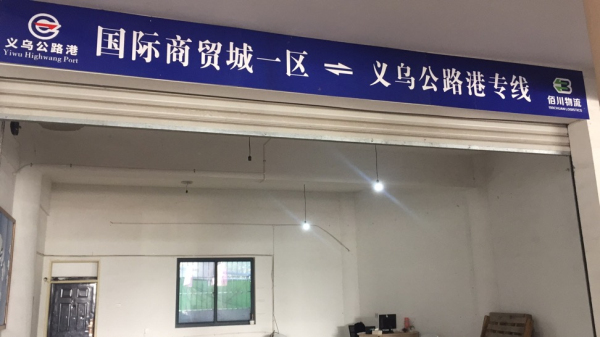 义乌公路港
Yiwu Highwang Port
国际商贸城一区 ⇌ 义乌公路港专线
佰川物流